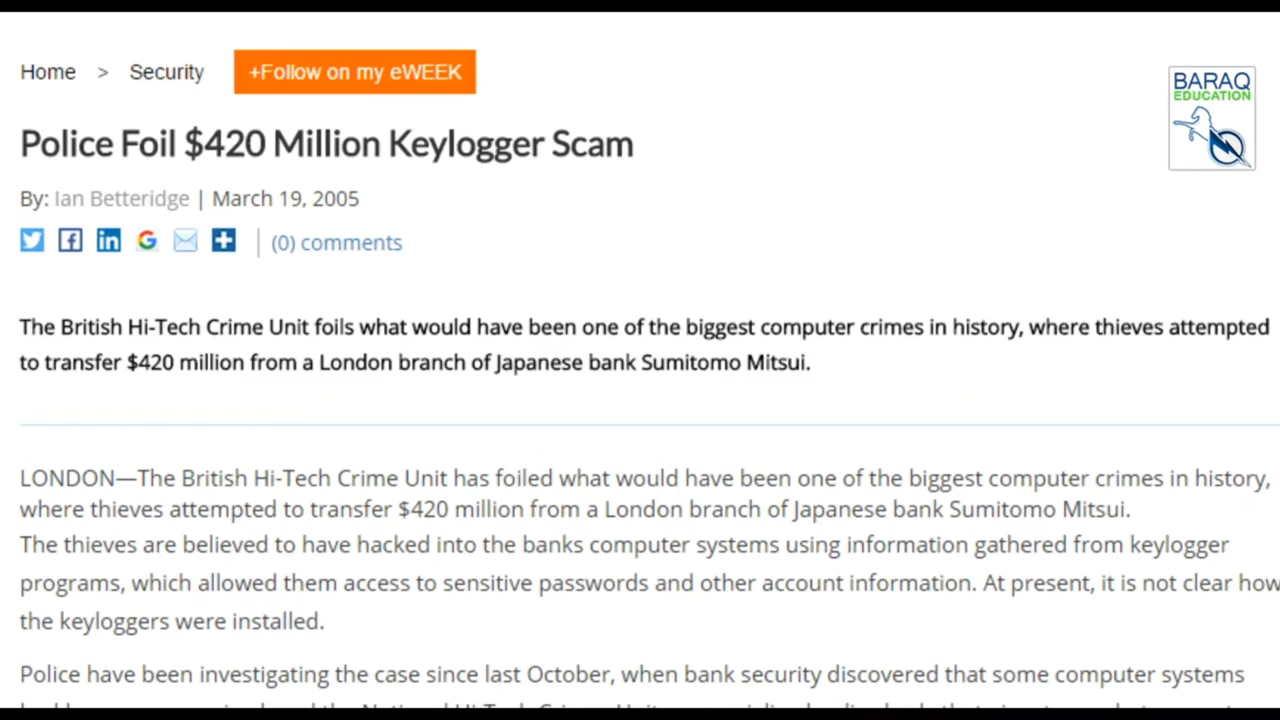 Home > Security +Follow on my eWEEK
BARAQ
EDUCATION
Police Foil $420 Million Keylogger Scam
By: Ian Betteridge | March 19, 2005
(0) comments
The British Hi-Tech Crime Unit foils what would have been one of the biggest computer crimes in history, where thieves attempted
to transfer $420 million from a London branch of Japanese bank Sumitomo Mitsui.
LONDON—The British Hi-Tech Crime Unit has foiled what would have been one of the biggest computer crimes in history,
where thieves attempted to transfer $420 million from a London branch of Japanese bank Sumitomo Mitsui.
The thieves are believed to have hacked into the banks computer systems using information gathered from keylogger
programs, which allowed them access to sensitive passwords and other account information. At present, it is not clear how
the keyloggers were installed.
Police have been investigating the case since last October, when bank security discovered that some computer systems